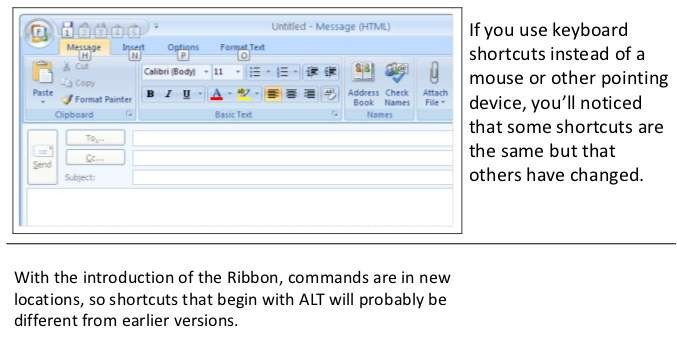 Untitled - Message (HTML)
F
1
Message Insert Options Format Text
H N P O
Cut
Copy
Format Painter
Paste
Clipboard
Calibri (Body) 11
B I U A ab
Basic Text
Address Book
Check Names
Names
Attach File
To...
Cc...
Send
Subject:
If you use keyboard
shortcuts instead of a
mouse or other pointing
device, you’ll noticed
that some shortcuts are
the same but that
others have changed.
With the introduction of the Ribbon, commands are in new
locations, so shortcuts that begin with ALT will probably be
different from earlier versions.